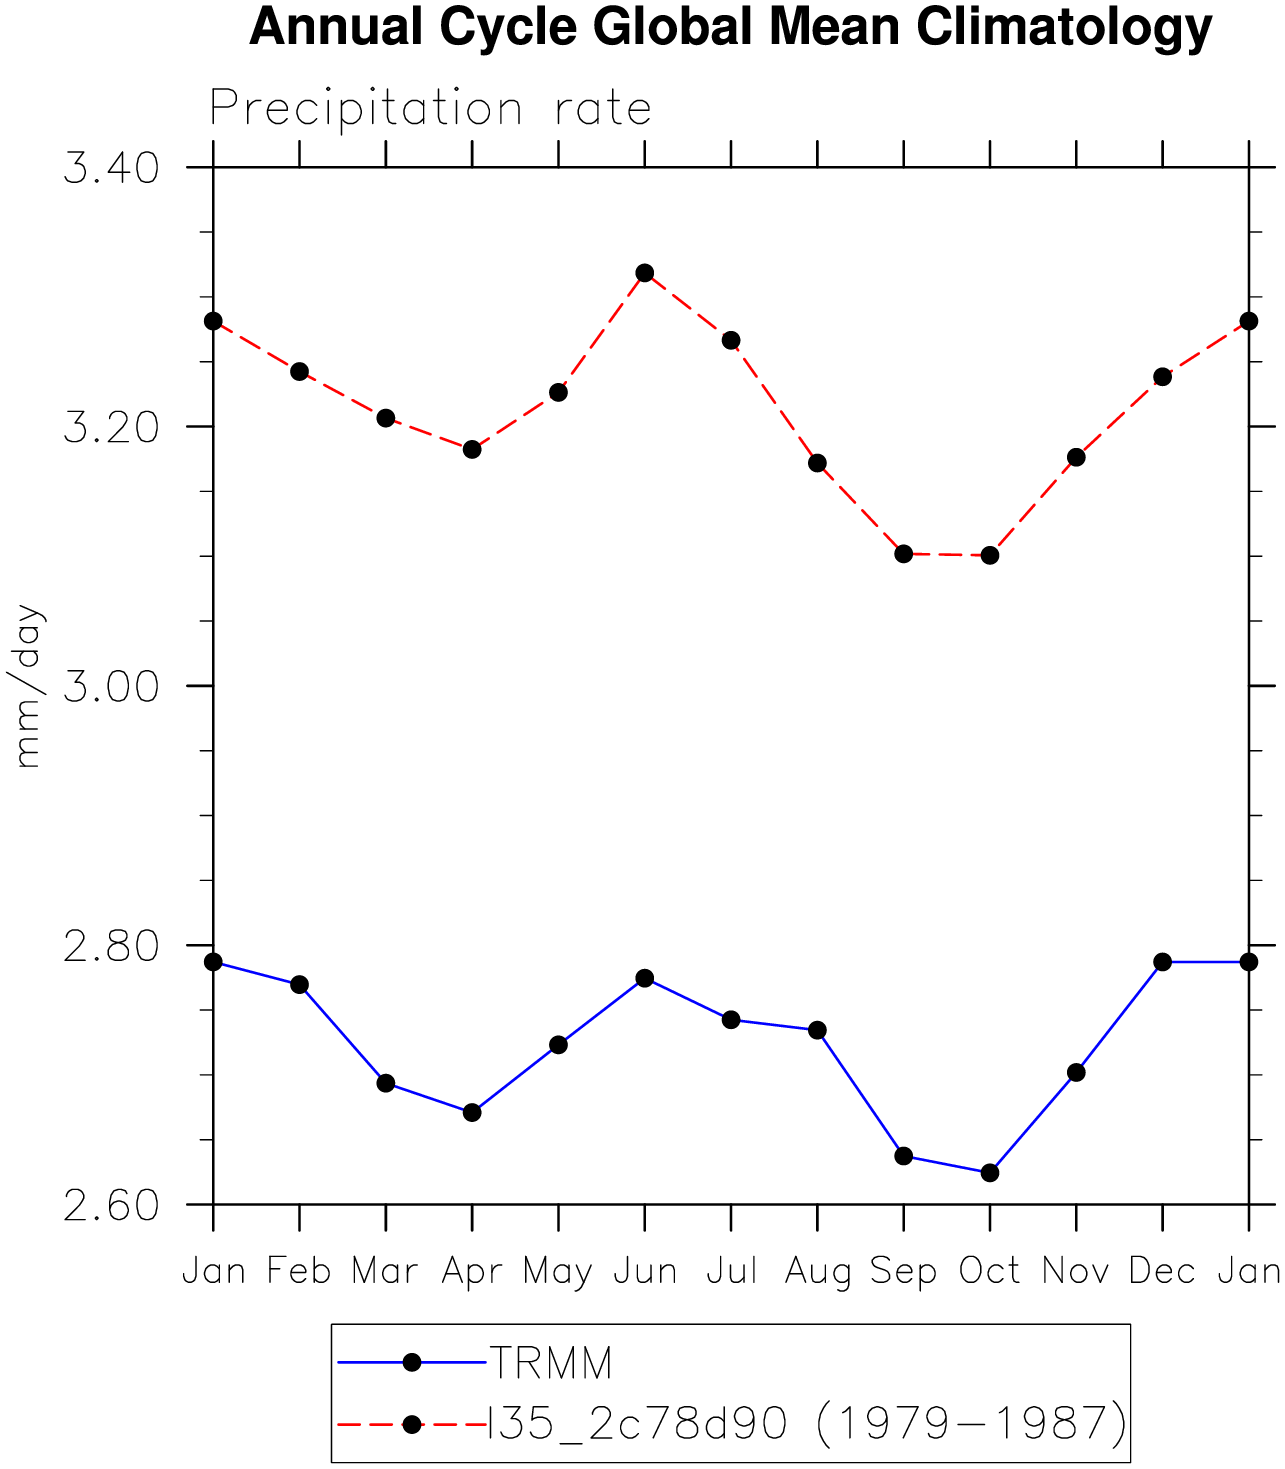 Annual Cycle Global Mean Climatology
Precipitation rate
3.40
3.20
3.00
2.80
2.60
mm/day
Jan Feb Mar Apr May Jun Jul Aug Sep Oct Nov Dec Jan
TRMM
I35_2c78d90 (1979-1987)